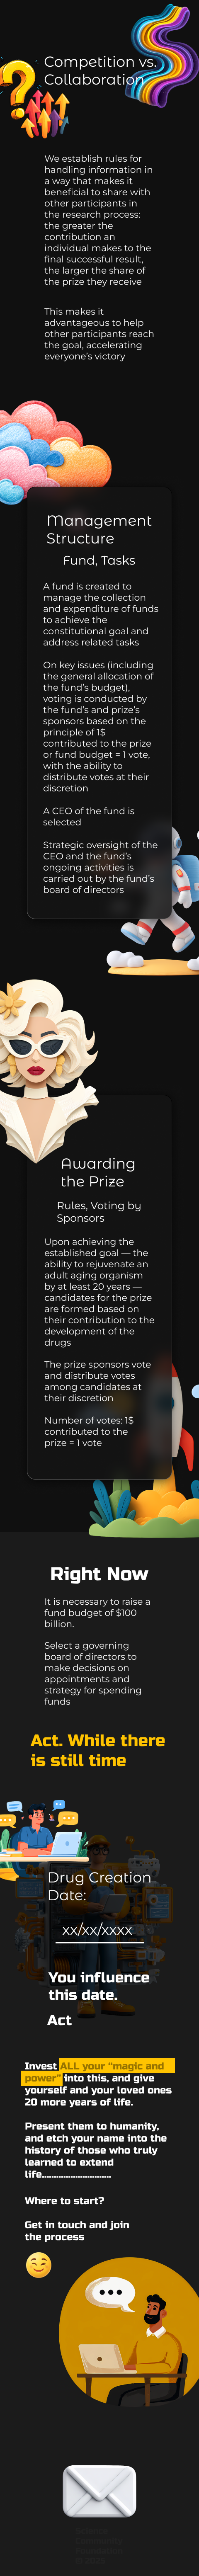 Competition vs.
Collaboration
We establish rules for
handling information in
a way that makes it
beneficial to share with
other participants in
the research process:
the greater the
contribution an
individual makes to the
final successful result,
the larger the share of
the prize they receive
This makes it
advantageous to help
other participants reach
the goal, accelerating
everyone's victory
Management
Structure
Fund, Tasks
A fund is created to
manage the collection
and expenditure of funds
to achieve the
constitutional goal and
address related tasks
On key issues (including
the general allocation of
the fund's budget),
voting is conducted by
the fund's and prize's
sponsors based on the
principle of 1$
contributed to the prize
or fund budget = 1 vote,
with the ability to
distribute votes at their
discretion
A CEO of the fund is
selected
Strategic oversight of the
CEO and the fund's
ongoing activities is
carried out by the fund's
board of directors
Awarding
the Prize
Rules, Voting by
Sponsors
Upon achieving the
established goal — the
ability to rejuvenate an
adult aging organism
by at least 20 years —
candidates for the prize
are formed based on
their contribution to the
development of the
drugs
The prize sponsors vote
and distribute votes
among candidates at
their discretion
Number of votes: 1$
contributed to the
prize = 1 vote
Right Now
It is necessary to raise a
fund budget of $100
billion.
Select a governing
board of directors to
make decisions on
appointments and
strategy for spending
funds
Act. While there
is still time
Drug Creation
Date:
xx/xx/xxxx
You influence
this date.
Act
Invest ALL your "magic and
power" into this, and give
yourself and your loved ones
20 more years of life.
Present them to humanity,
and etch your name into the
history of those who truly
learned to extend
life.............................
Where to start?
Get in touch and join
the process